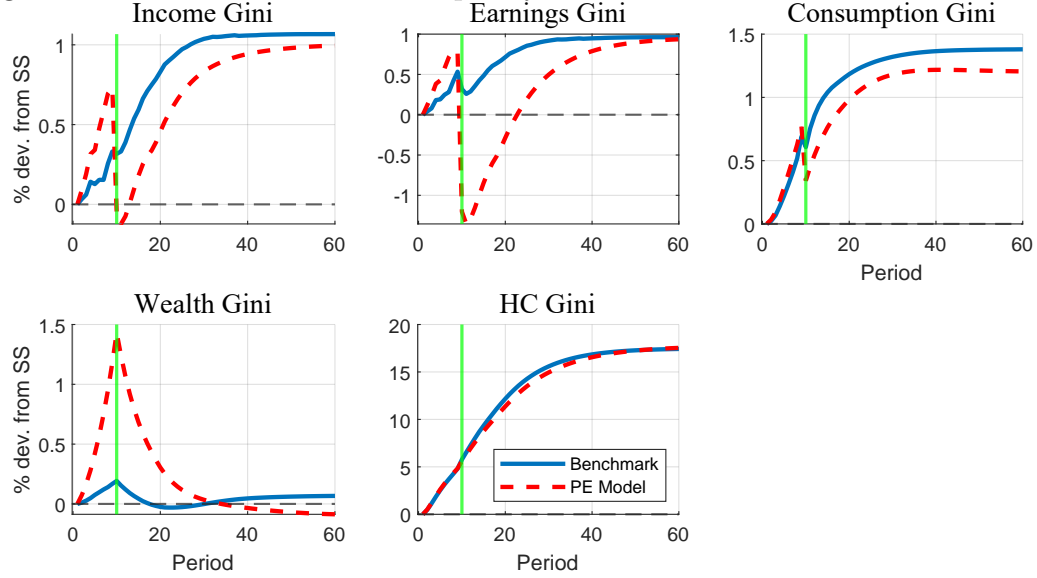 Income Gini
Earnings Gini
Consumption Gini
% dev. from SS
1
0.5
0
0 20 40 60
1
0.5
0
-0.5
-1
0 20 40 60
1.5
1
0.5
0
0 20 40 60
Period
Wealth Gini
HC Gini
% dev. from SS
1.5
1
0.5
0
0 20 40 60
Period
20
15
10
5
0
0 20 40 60
Period
Benchmark
PE Model